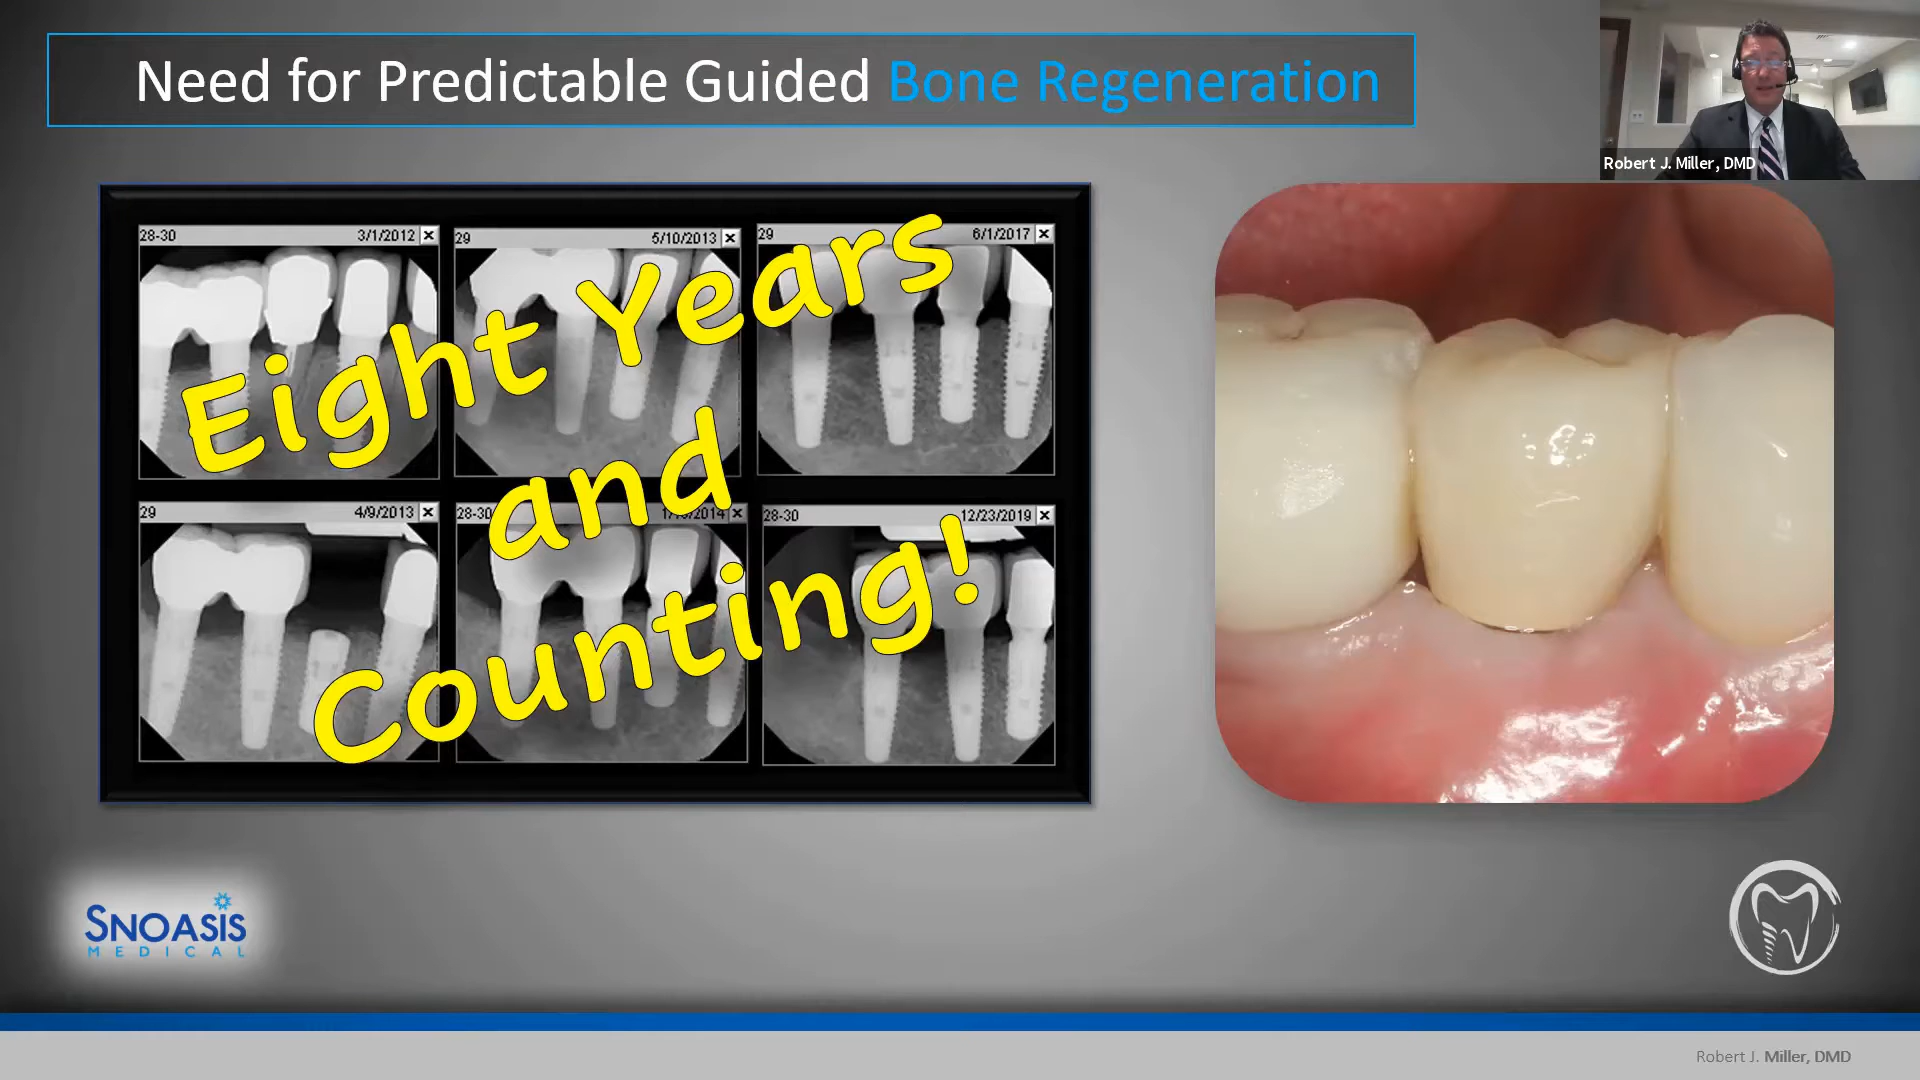 Need for Predictable Guided Bone Regeneration
Robert J. Miller, DMD
28-30 3/1/2012
29 5/10/2013
29 6/1/2017
Eight Years
and
Counting!
29 4/9/2013
28-30
28-30 12/23/2019
SNOASIS
MEDICAL
Robert J. Miller, DMD